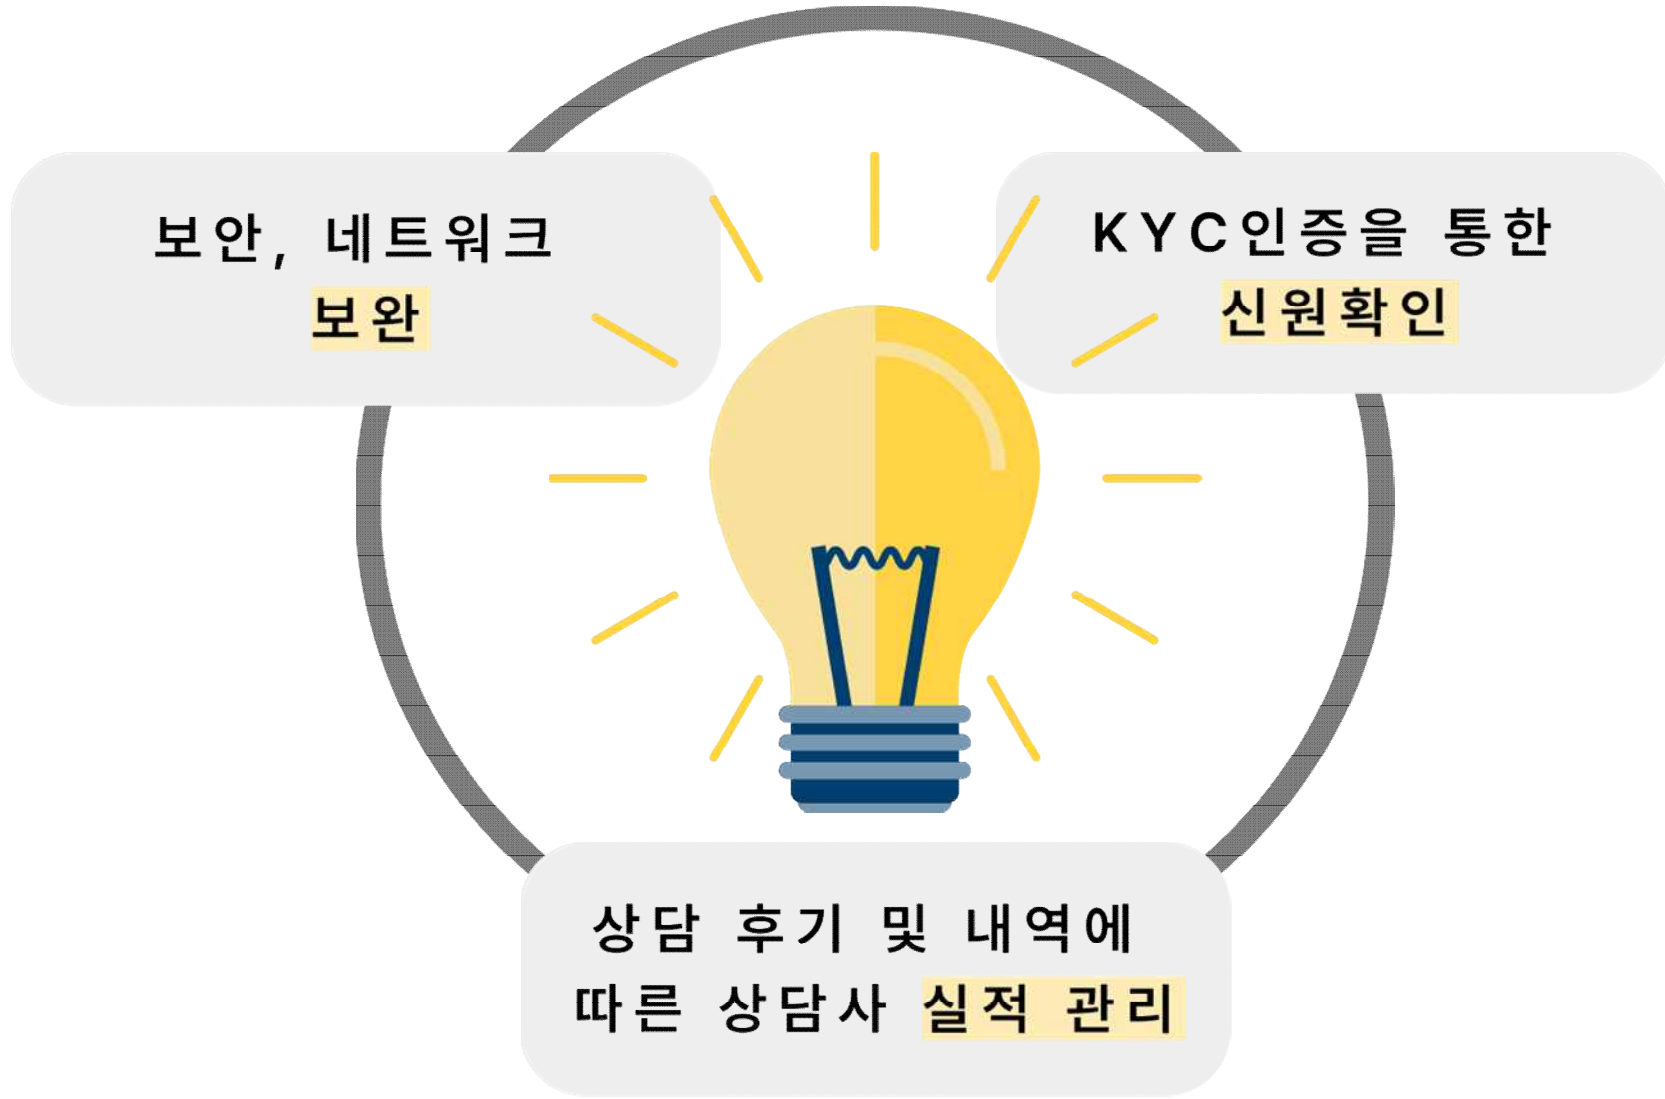 보안, 네트워크
보완
KYC인증을 통한
신원확인
상담 후기 및 내역에
따른 상담사 실적 관리